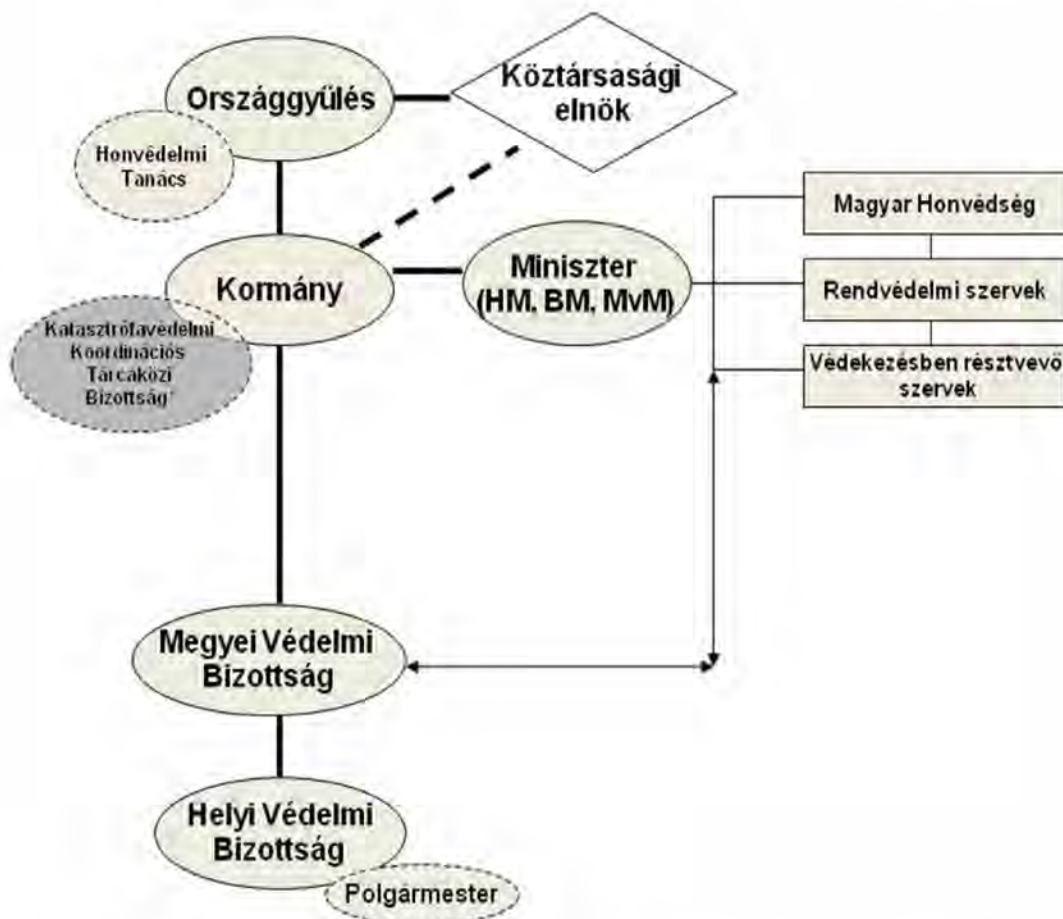 Országgyűlés
Köztársasági
elnök
Honvédelmi
Tanács
Magyar Honvédség
Kormány
Miniszter
(HM, BM, MvM)
Rendvédelmi szervek
Katasztrófavédelmi
Koordinációs
Tárcaközi
Bizottság
Védekezésben résztvevő
szervek
Megyei Védelmi
Bizottság
Helyi Védelmi
Bizottság
Polgármester